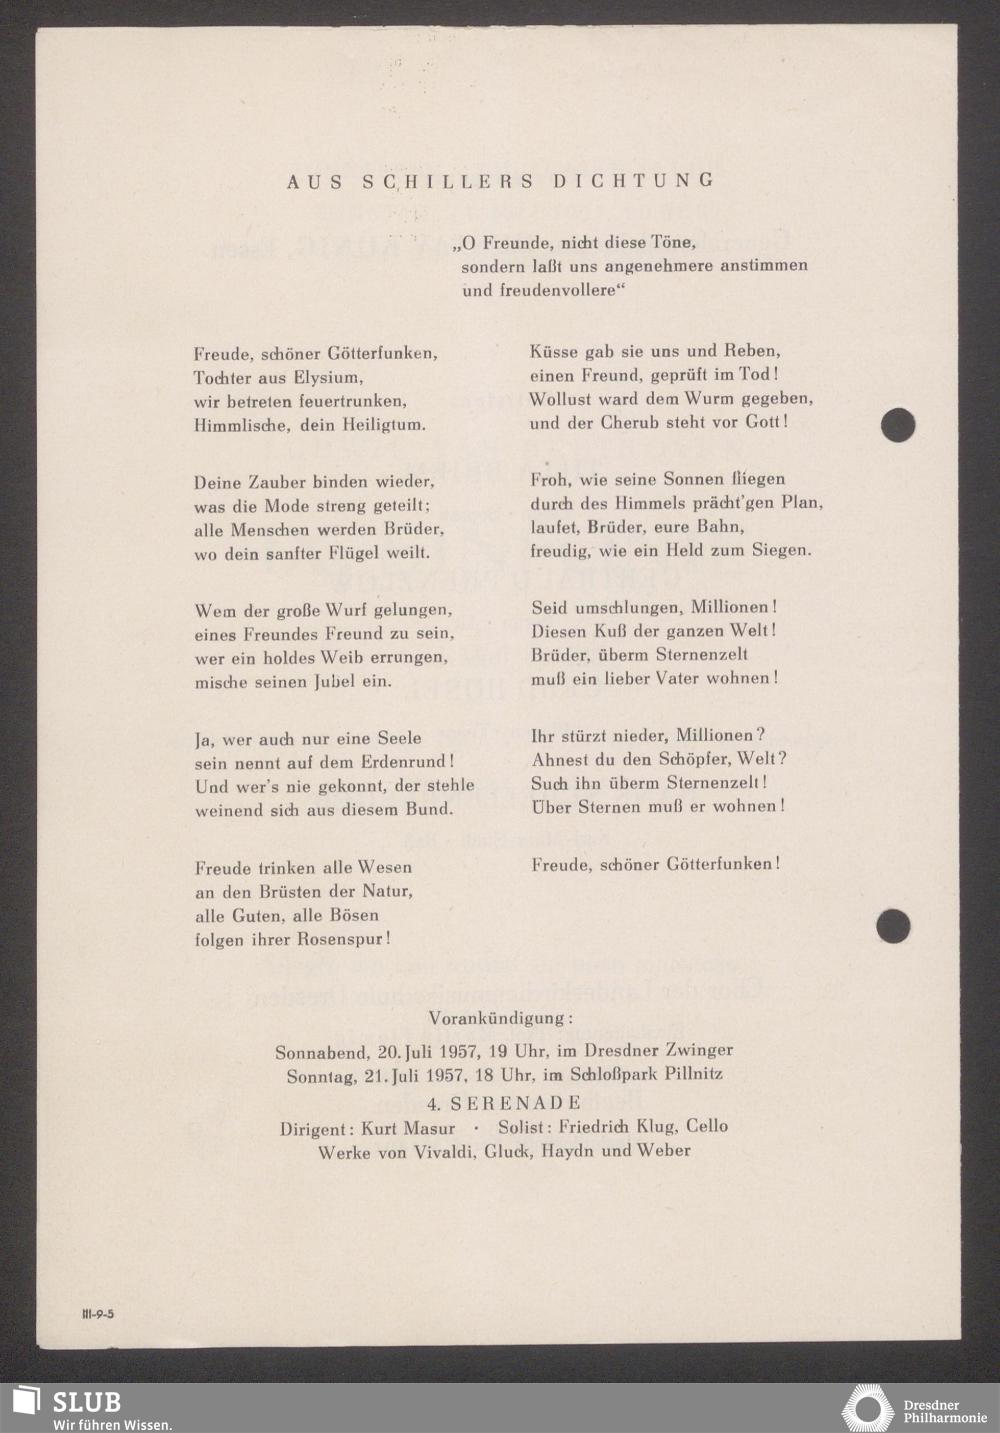 AUS SCHILLERS DICHTUNG
„O Freunde, nicht diese Töne,
sondern laßt uns angenehmere anstimmen
und freudenvollere“
Freude, schöner Götterfunken,
Tochter aus Elysium,
wir betreten feuertrunken,
Himmlische, dein Heiligtum.
Deine Zauber binden wieder,
was die Mode streng geteilt;
alle Menschen werden Brüder,
wo dein sanfter Flügel weilt.
Wem der große Wurf gelungen,
eines Freundes Freund zu sein,
wer ein holdes Weib errungen,
mische seinen Jubel ein.
Ja, wer auch nur eine Seele
sein nennt auf dem Erdenrund!
Und wer's nie gekonnt, der stehle
weinend sich aus diesem Bund.
Freude trinken alle Wesen
an den Brüsten der Natur,
alle Guten, alle Bösen
folgen ihrer Rosenspur!
Küsse gab sie uns und Reben,
einen Freund, geprüft im Tod!
Wollust ward dem Wurm gegeben,
und der Cherub steht vor Gott!
Froh, wie seine Sonnen fliegen
durch des Himmels prächt'gen Plan,
laufet, Brüder, eure Bahn,
freudig, wie ein Held zum Siegen.
Seid umschlungen, Millionen!
Diesen Kuß der ganzen Welt!
Brüder, überm Sternenzelt
muß ein lieber Vater wohnen!
Ihr stürzt nieder, Millionen?
Ahnest du den Schöpfer, Welt?
Such ihn überm Sternenzelt!
Über Sternen muß er wohnen!
Freude, schöner Götterfunken!
Vorankündigung:
Sonnabend, 20. Juli 1957, 19 Uhr, im Dresdner Zwinger
Sonntag, 21. Juli 1957, 18 Uhr, im Schloßpark Pillnitz
4. SERENADE
Dirigent: Kurt Masur · Solist: Friedrich Klug, Cello
Werke von Vivaldi, Gluck, Haydn und Weber
III-9-5
SLUB
Wir führen Wissen.
Dresdner
Philharmonie